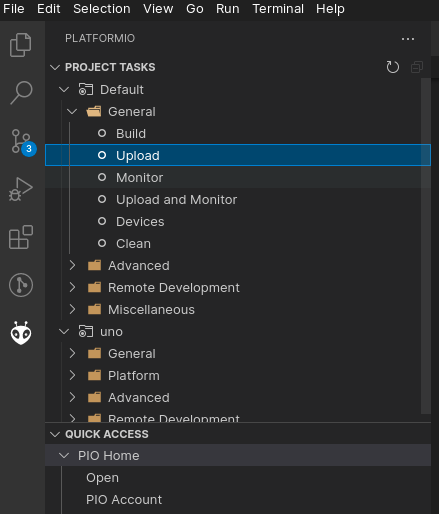 File Edit View Go Run Terminal Help
PLATFORMIO
PROJECT TASKS
Default
General
Build
Upload
3
Monitor
Upload and Monitor
Devices
Clean
Advanced
Remote Development
Miscellaneous
uno
General
Platform
Advanced
Remote Development
QUICK ACCESS
PIO Home
Open
PIO Account